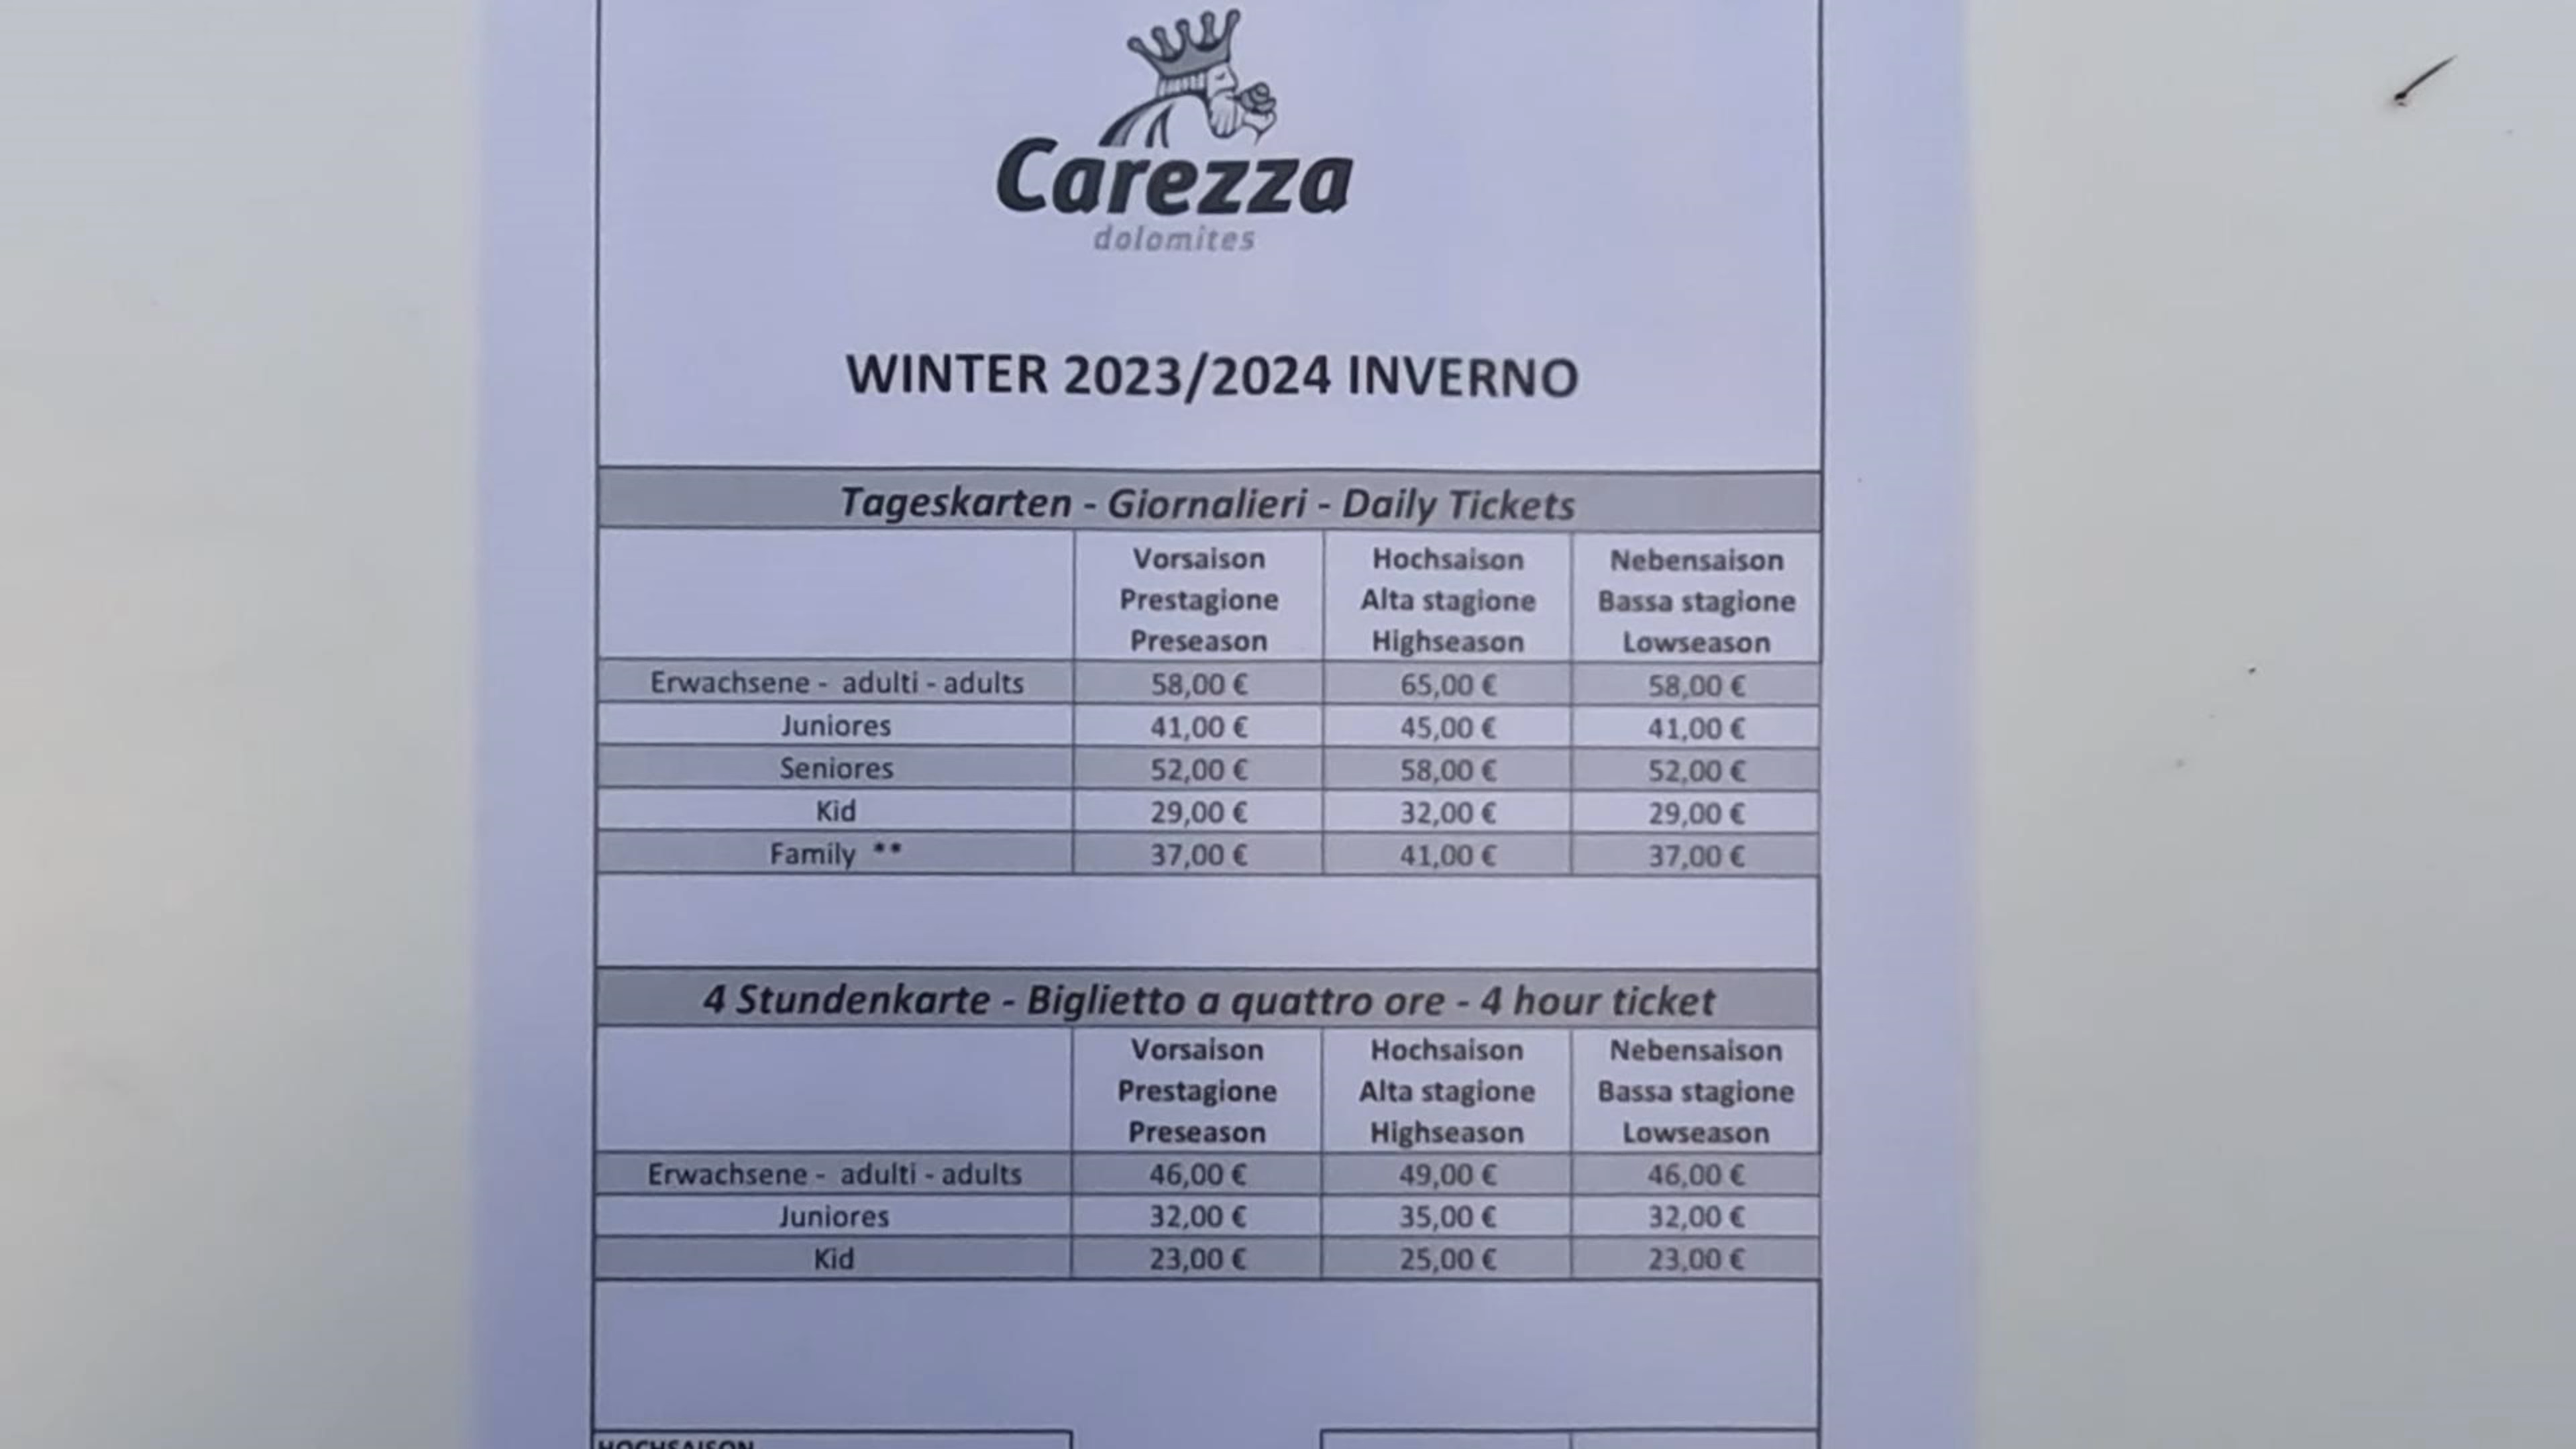 Carezza
dolomites
WINTER 2023/2024 INVERNO
Tageskarten - Giornalieri - Daily Tickets
Vorsaison Hochsaison Nebensaison
Prestagione Alta stagione Bassa stagione
Preseason Highseason Lowseason
Erwachsene - adulti - adults 58,00 € 65,00 € 58,00 €
Juniores 41,00 € 45,00 € 41,00 €
Seniores 52,00 € 58,00 € 52,00 €
Kid 29,00 € 32,00 € 29,00 €
Family ** 37,00 € 41,00 € 37,00 €
4 Stundenkarte - Biglietto a quattro ore - 4 hour ticket
Vorsaison Hochsaison Nebensaison
Prestagione Alta stagione Bassa stagione
Preseason Highseason Lowseason
Erwachsene - adulti - adults 46,00 € 49,00 € 46,00 €
Juniores 32,00 € 35,00 € 32,00 €
Kid 23,00 € 25,00 € 23,00 €
HOCHSAISON